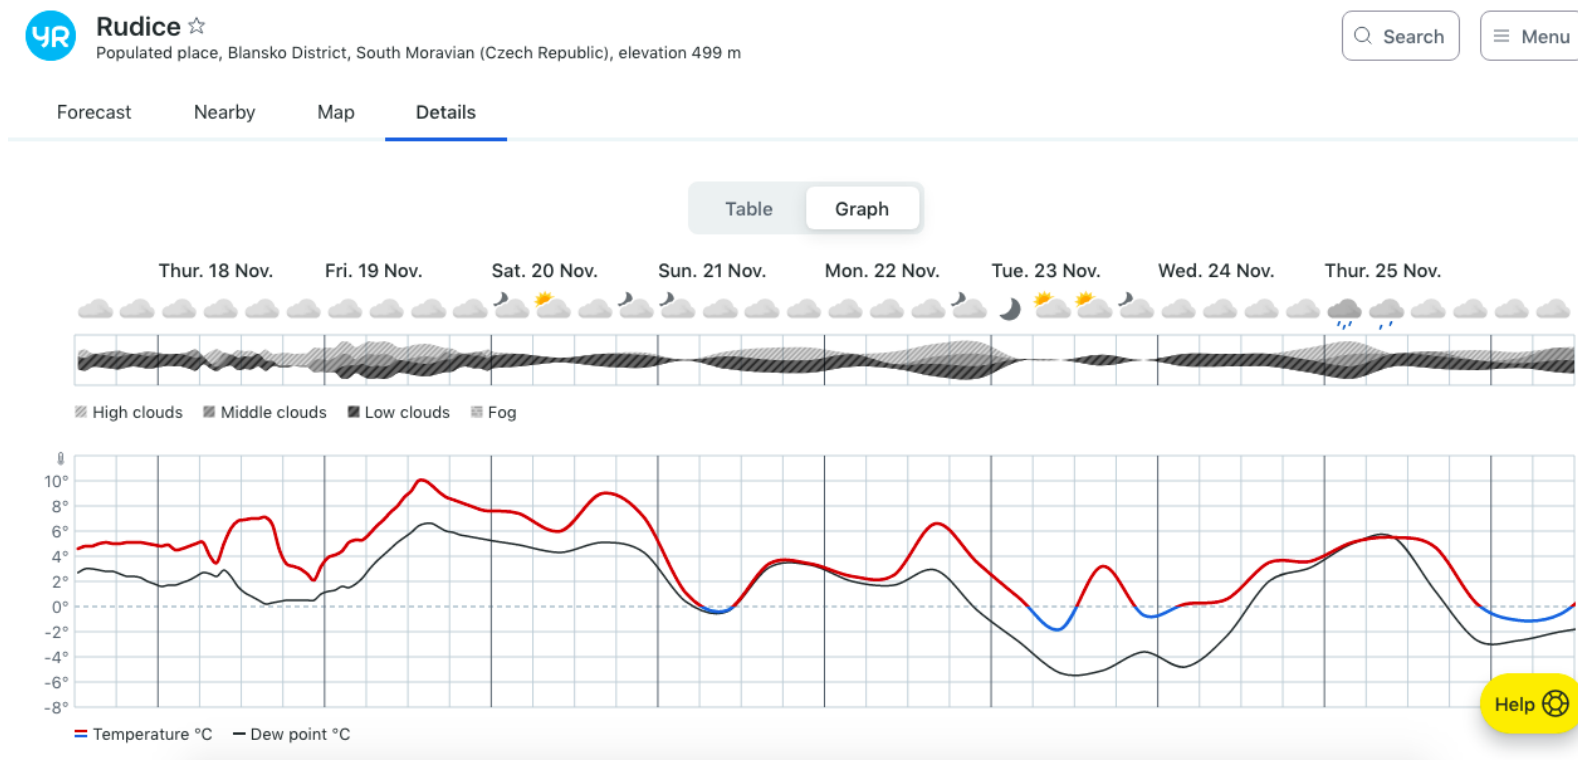 yr
Rudice
Populated place, Blansko District, South Moravian (Czech Republic), elevation 499 m
Search
Menu
Forecast Nearby Map Details
Table Graph
Thur. 18 Nov. Fri. 19 Nov. Sat. 20 Nov. Sun. 21 Nov. Mon. 22 Nov. Tue. 23 Nov. Wed. 24 Nov. Thur. 25 Nov.
High clouds Middle clouds Low clouds Fog
10°
8°
6°
4°
2°
0°
-2°
-4°
-6°
-8°
Help
Temperature °C Dew point °C